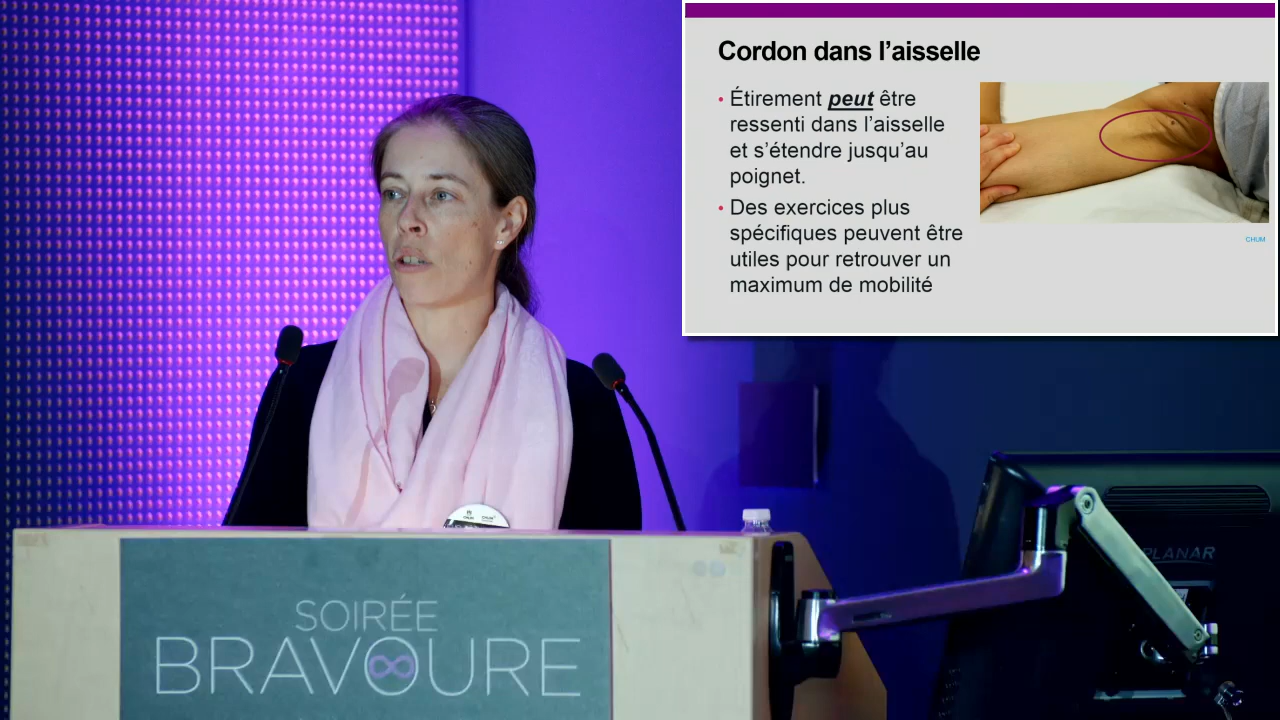 Cordon dans l'aisselle
• Étirement peut être
ressenti dans l'aisselle
et s'étendre jusqu'au
poignet.
• Des exercices plus
spécifiques peuvent être
utiles pour retrouver un
maximum de mobilité
CHUM
SOIRÉE
BRAVOURE
PLANAR